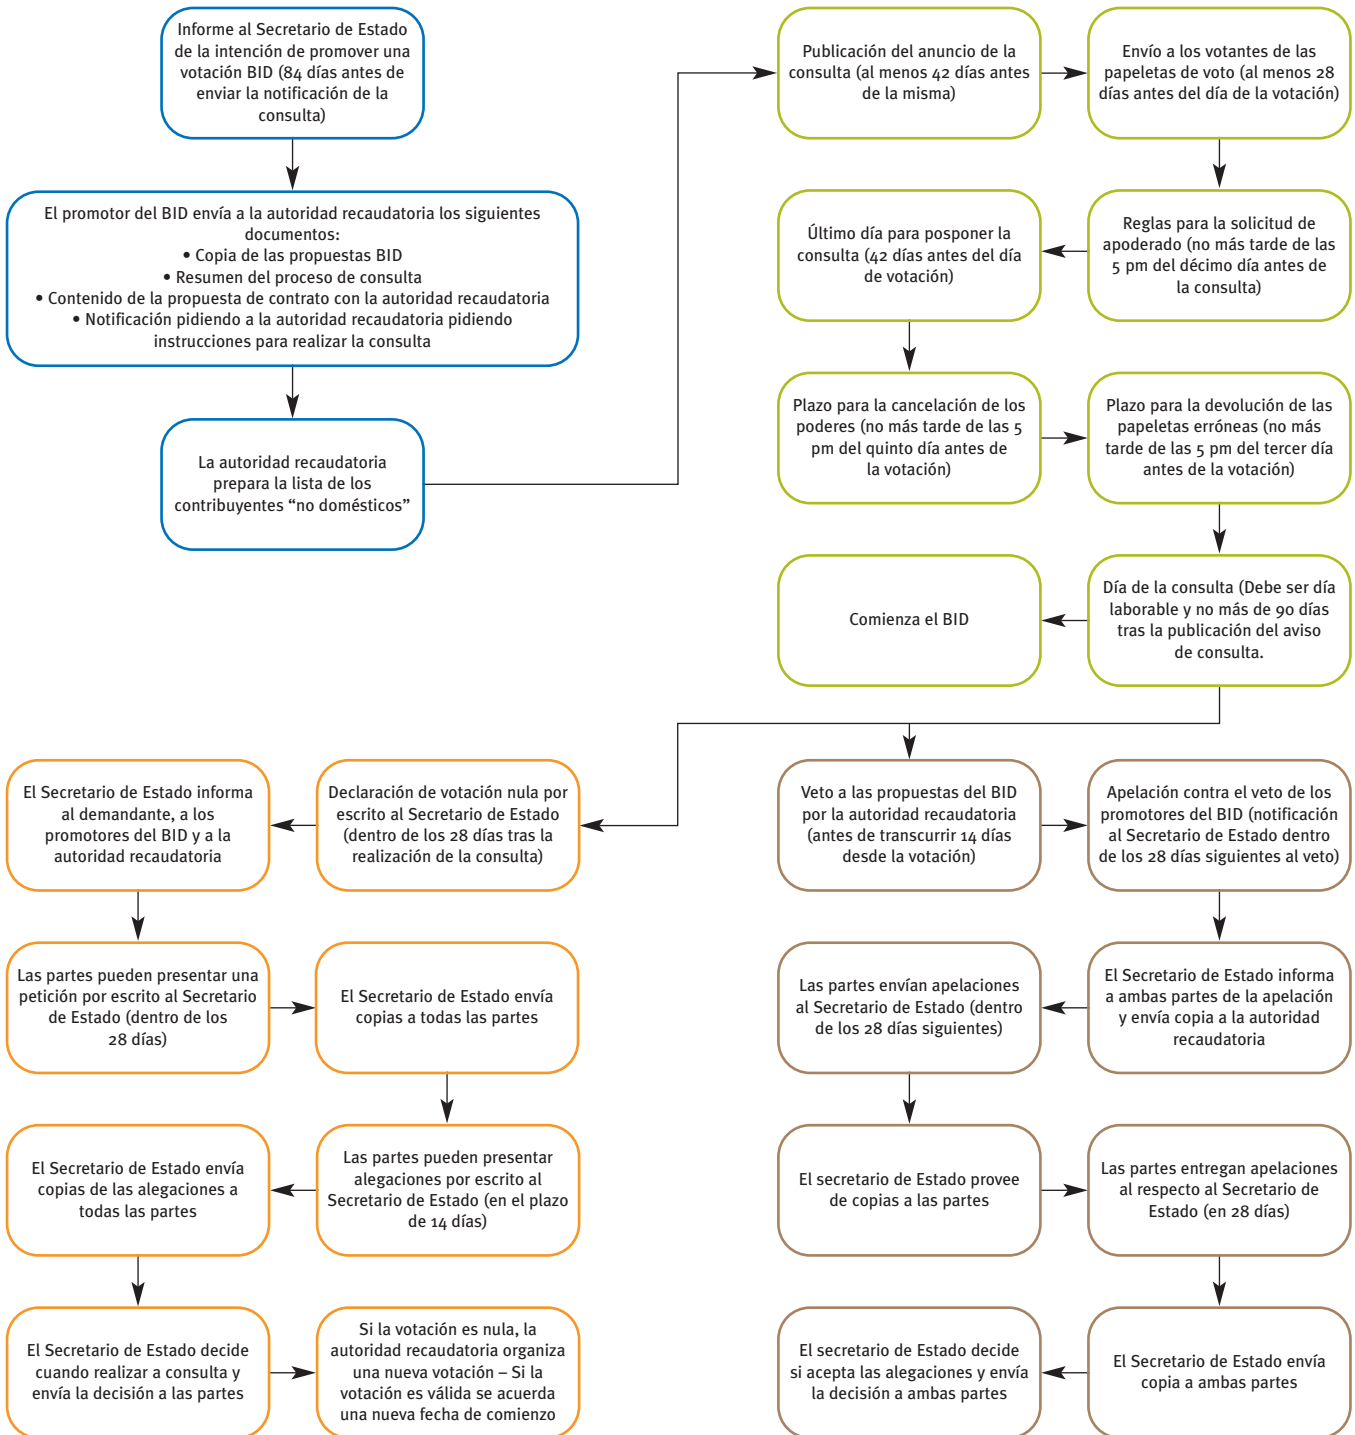 Informe al Secretario de Estado
de la intención de promover una
votación BID (84 días antes de
enviar la notificación de la
consulta)
El promotor del BID envía a la autoridad recaudatoria los siguientes
documentos:
• Copia de las propuestas BID
• Resumen del proceso de consulta
• Contenido de la propuesta de contrato con la autoridad recaudatoria
• Notificación pidiendo a la autoridad recaudatoria pidiendo
instrucciones para realizar la consulta
La autoridad recaudatoria
prepara la lista de los
contribuyentes “no domésticos”
Publicación del anuncio de la
consulta (al menos 42 días antes
de la misma)
Envío a los votantes de las
papeletas de voto (al menos 28
días antes del día de la votación)
Reglas para la solicitud de
apoderado (no más tarde de las
5 pm del décimo día antes de
la consulta)
Último día para posponer la
consulta (42 días antes del día
de votación)
Plazo para la cancelación de los
poderes (no más tarde de las 5
pm del quinto día antes de
la votación)
Plazo para la devolución de las
papeletas erróneas (no más
tarde de las 5 pm del tercer día
antes de la votación)
Día de la consulta (Debe ser día
laborable y no más de 90 días
tras la publicación del aviso
de consulta.
Comienza el BID
Declaración de votación nula por
escrito al Secretario de Estado
(dentro de los 28 días tras la
realización de la consulta)
El Secretario de Estado informa
al demandante, a los
promotores del BID y a la
autoridad recaudatoria
Las partes pueden presentar una
petición por escrito al Secretario
de Estado (dentro de los
28 días)
El Secretario de Estado envía
copias a todas las partes
Las partes pueden presentar
alegaciones por escrito al
Secretario de Estado (en el plazo
de 14 días)
El Secretario de Estado envía
copias de las alegaciones a
todas las partes
El Secretario de Estado decide
cuando realizar a consulta y
envía la decisión a las partes
Si la votación es nula, la
autoridad recaudatoria organiza
una nueva votación – Si la
votación es válida se acuerda
una nueva fecha de comienzo
Veto a las propuestas del BID
por la autoridad recaudatoria
(antes de transcurrir 14 días
desde la votación)
Apelación contra el veto de los
promotores del BID (notificación
al Secretario de Estado dentro
de los 28 días siguientes al veto)
El Secretario de Estado informa
a ambas partes de la apelación
y envía copia a la autoridad
recaudatoria
Las partes envían apelaciones
al Secretario de Estado (dentro
de los 28 días siguientes)
El secretario de Estado provee
de copias a las partes
Las partes entregan apelaciones
al respecto al Secretario de
Estado (en 28 días)
El Secretario de Estado envía
copia a ambas partes
El secretario de Estado decide
si acepta las alegaciones y envía
la decisión a ambas partes